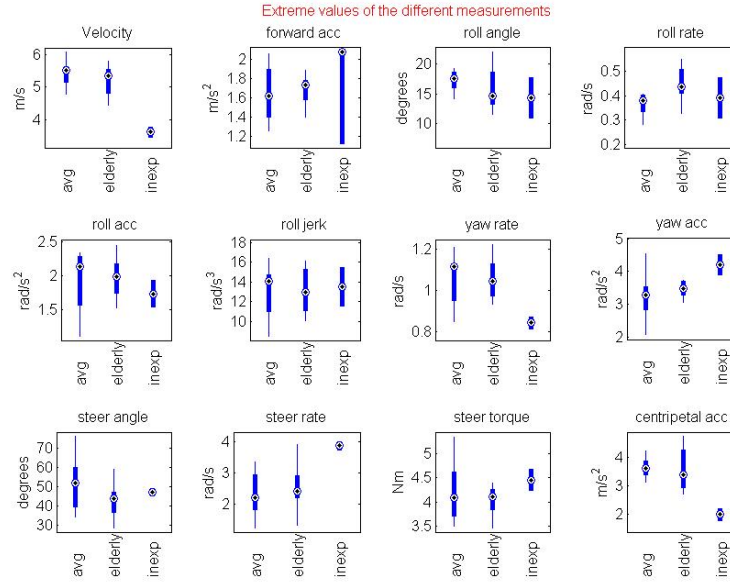 Extreme values of the different measurements
Velocity
forward acc
roll angle
roll rate
m/s
6
5
4
avg
elderly
inexp
m/s²
2
1.8
1.6
1.4
1.2
avg
elderly
inexp
degrees
20
15
10
avg
elderly
inexp
rad/s
0.5
0.4
0.3
0.2
avg
elderly
inexp
roll acc
roll jerk
yaw rate
yaw acc
rad/s²
2.5
2
1.5
avg
elderly
inexp
rad/s³
18
16
14
12
10
avg
elderly
inexp
rad/s
1.2
1
0.8
avg
elderly
inexp
rad/s²
5
4
3
2
avg
elderly
inexp
steer angle
steer rate
steer torque
centripetal acc
degrees
70
60
50
40
30
avg
elderly
inexp
rad/s
4
3
2
avg
elderly
inexp
Nm
5
4.5
4
3.5
avg
elderly
inexp
m/s²
4
3
2
avg
elderly
inexp